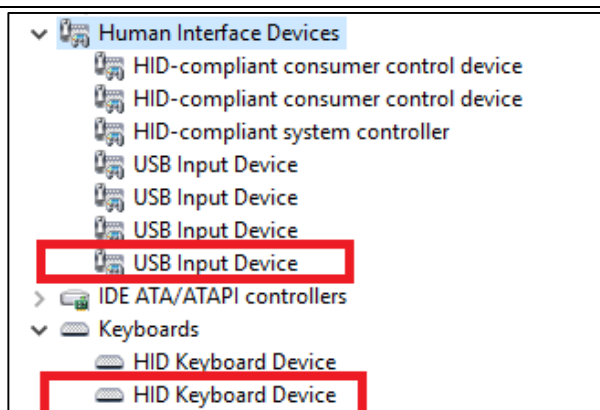 Human Interface Devices
HID-compliant consumer control device
HID-compliant consumer control device
HID-compliant system controller
USB Input Device
USB Input Device
USB Input Device
USB Input Device
IDE ATA/ATAPI controllers
Keyboards
HID Keyboard Device
HID Keyboard Device